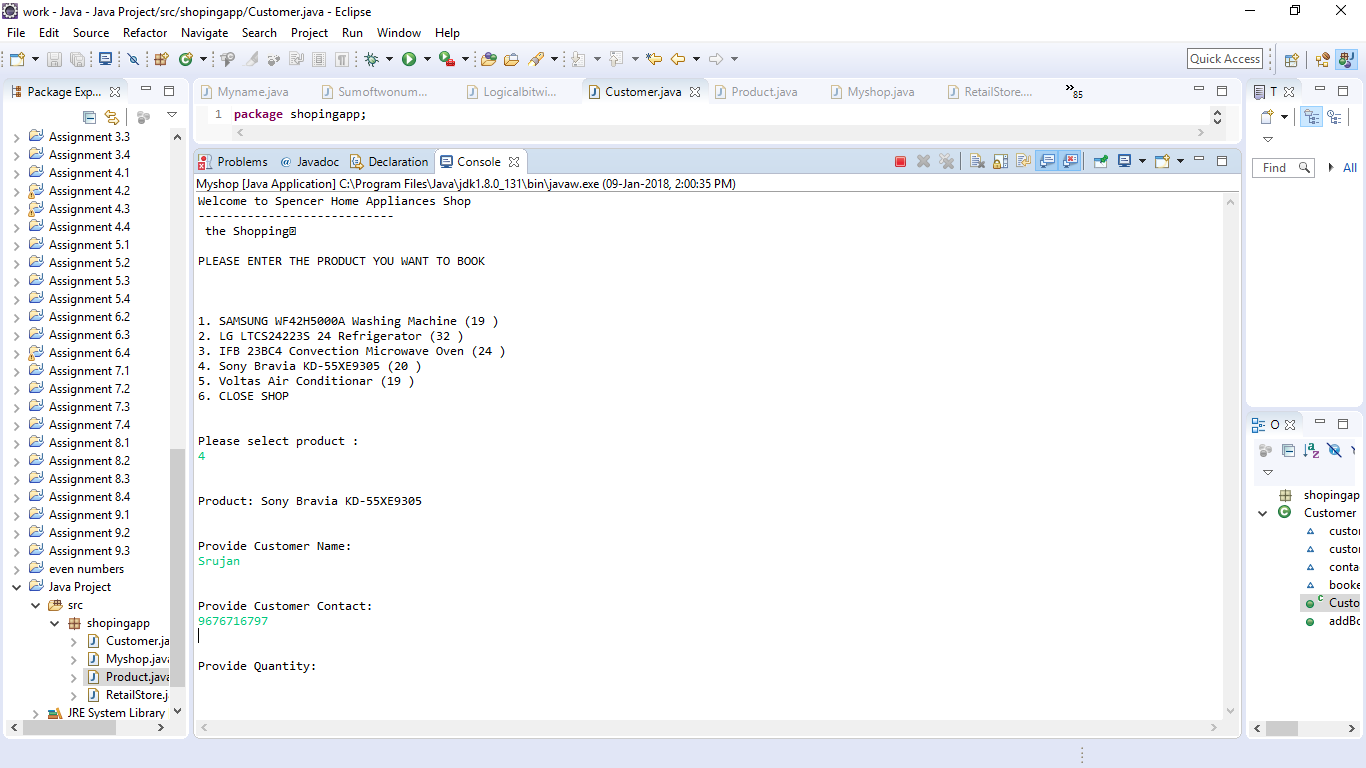 work - Java - Java Project/src/shopingapp/Customer.java - Eclipse
File Edit Source Refactor Navigate Search Project Run Window Help
Quick Access
Package Exp...
Myname.java Sumoftwonum... Logicalbitwi... Customer.java Product.java Myshop.java RetailStore.... »85
T
1 package shopingapp;
Find All
Assignment 3.3
Assignment 3.4
Assignment 4.1
Assignment 4.2
Assignment 4.3
Assignment 4.4
Assignment 5.1
Assignment 5.2
Assignment 5.3
Assignment 5.4
Assignment 6.2
Assignment 6.3
Assignment 6.4
Assignment 7.1
Assignment 7.2
Assignment 7.3
Assignment 7.4
Assignment 8.1
Assignment 8.2
Assignment 8.3
Assignment 8.4
Assignment 9.1
Assignment 9.2
Assignment 9.3
even numbers
Java Project
src
shopingapp
Customer.ja
Myshop.java
Product.java
RetailStore.j
JRE System Library
Problems @ Javadoc Declaration Console
Myshop [Java Application] C:\Program Files\Java\jdk1.8.0_131\bin\javaw.exe (09-Jan-2018, 2:00:35 PM)
Welcome to Spencer Home Appliances Shop
----------------------------
the Shopping
PLEASE ENTER THE PRODUCT YOU WANT TO BOOK
1. SAMSUNG WF42H5000A Washing Machine (19 )
2. LG LTCS24223S 24 Refrigerator (32 )
3. IFB 23BC4 Convection Microwave Oven (24 )
4. Sony Bravia KD-55XE9305 (20 )
5. Voltas Air Conditionar (19 )
6. CLOSE SHOP
Please select product :
4
Product: Sony Bravia KD-55XE9305
Provide Customer Name:
Srujan
Provide Customer Contact:
9676716797
Provide Quantity:
O
shopingap
Customer
custor
custor
conta
booke
Custo
addBo